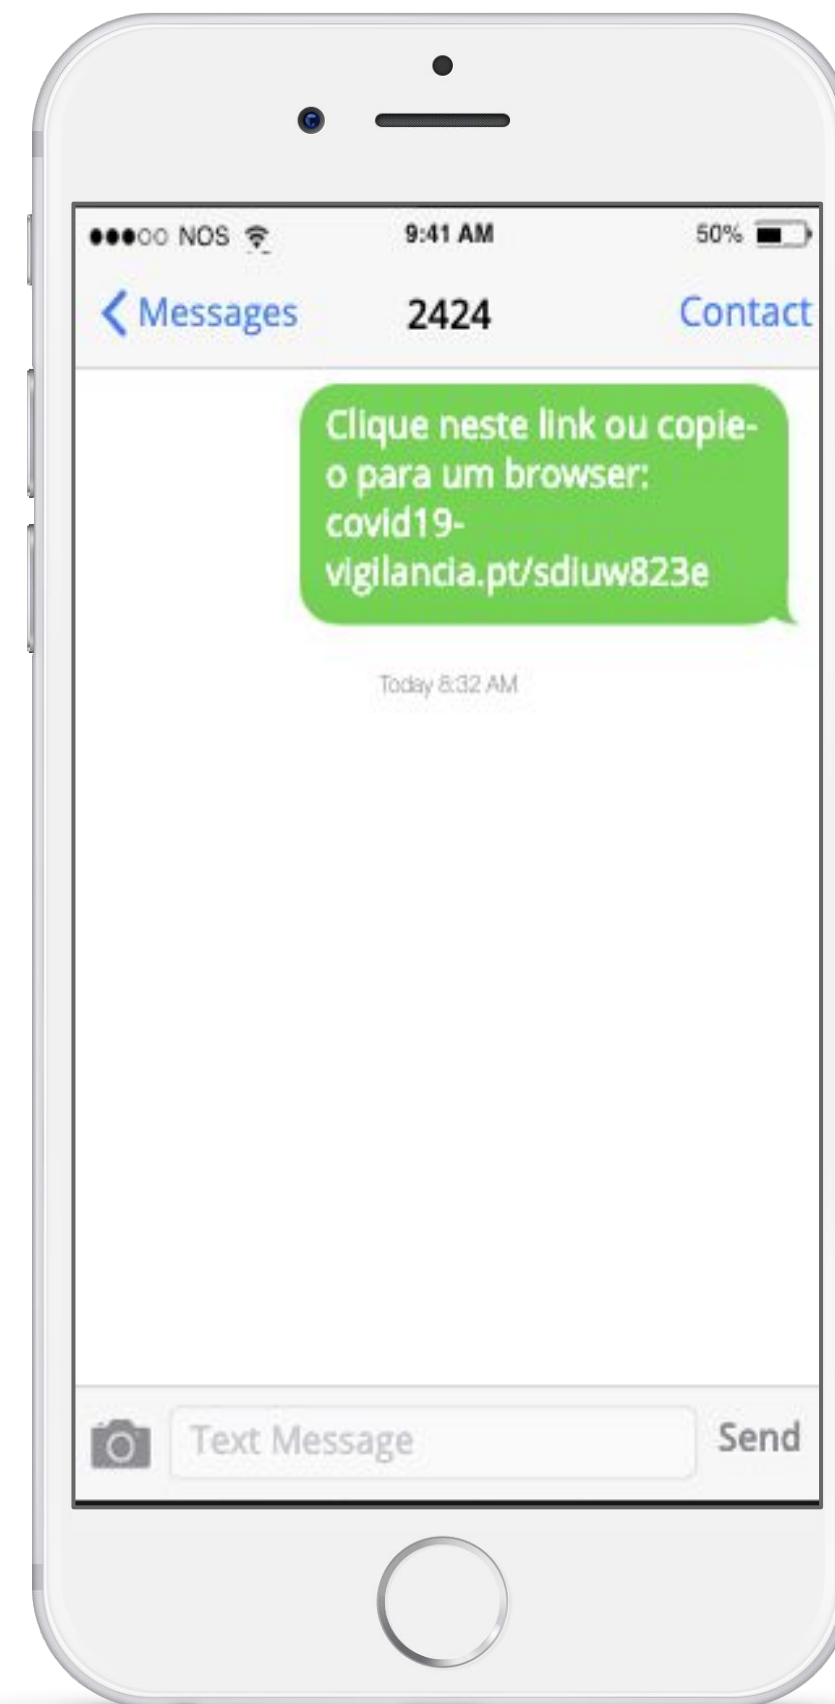 NOS 9:41 AM 50%
Messages 2424 Contact
Clique neste link ou copie-
o para um browser:
covid19-
vigilancia.pt/sdiuw823e
Today 8:32 AM
Text Message Send